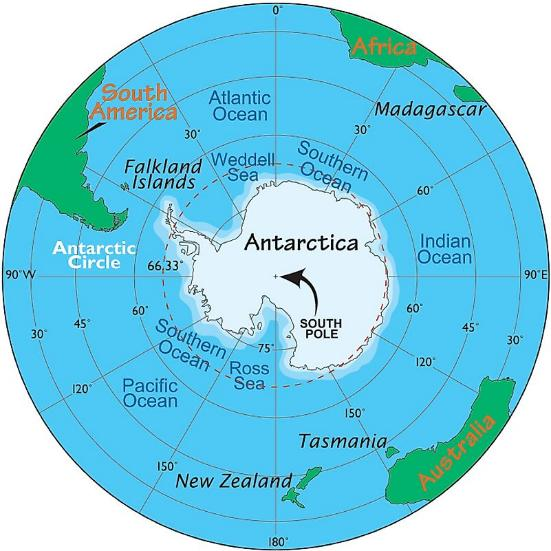 0°
Africa
South
America
Atlantic
Ocean
Madagascar
30°
30°
Southern
Ocean
Weddell
Sea
Falkland
Islands
60°
Antarctica
Antarctic
Circle
Indian
Ocean
66,33°
90°W
90°E
SOUTH
POLE
60°
60°
30°
45°
45°
30°
Southern
Ocean
75°
Ross
Sea
120°
120°
Pacific
Ocean
150°
Tasmania
Australia
150°
New Zealand
180°